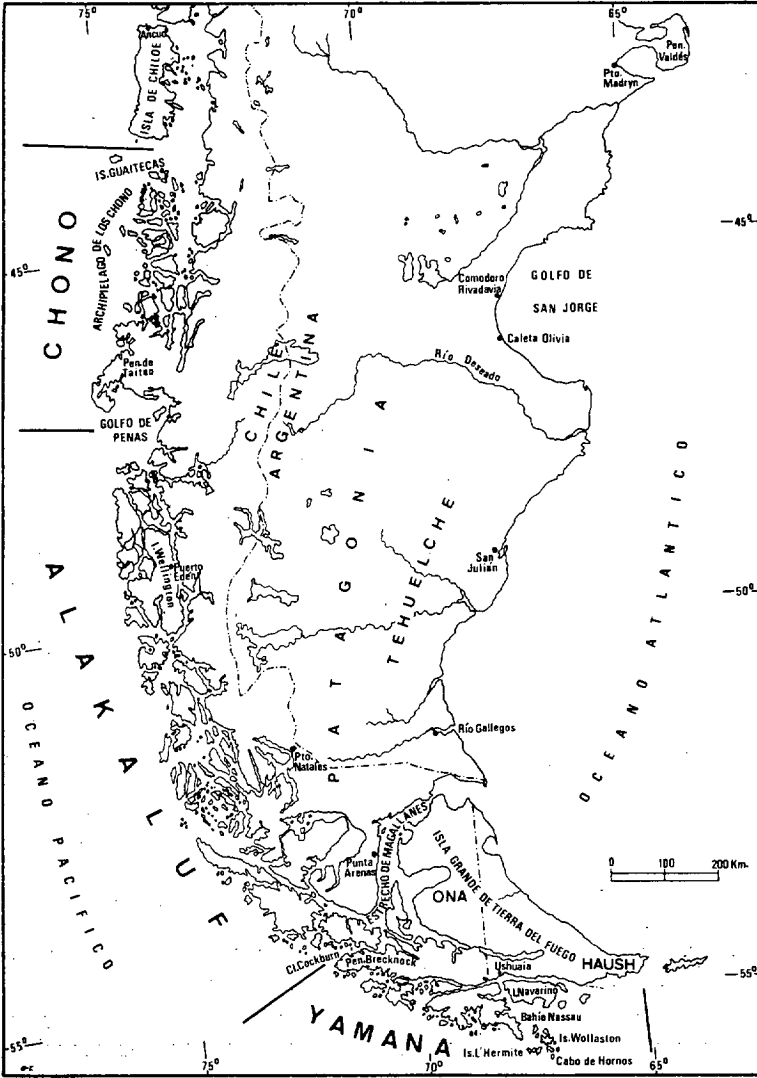 75°
70°
65°
Ancud
ISLA DE CHILOE
Pen.
Valdés
Pto.
Madryn
IS.GUAITECAS
ARCHIPIELAGO DE LOS CHONO
CHONO
45°
45°
Comodoro
Rivadavia
GOLFO DE
SAN JORGE
Caleta Olivia
Río Deseado
Pen.de
Taitao
GOLFO DE
PENAS
CHILE
ARGENTINA
PATAGONIA
TEHUELCHE
San
Julián
I.Wellington
Puerto
Eden
ALAKALUF
50°
50°
OCEANO PACIFICO
OCEANO ATLANTICO
Río Gallegos
Pto.
Natales
ESTRECHO DE MAGALLANES
Punta
Arenas
ISLA GRANDE DE TIERRA DEL FUEGO
ONA
0 100 200 Km.
HAUSH
Ushuaia
Cl.Cockburn
Pen.Brecknock
I.Navarino
Bahía Nassau
YAMANA
Is.Wollaston
Is.L'Hermite
Cabo de Hornos
55°
55°
75°
70°
65°